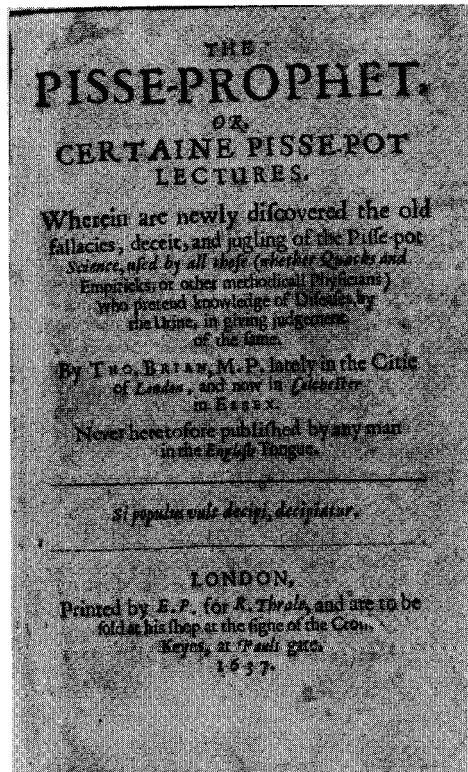 THE
PISSE-PROPHET,
OR,
CERTAINE PISSE-POT
LECTURES.
Wherein are newly diſcovered the old
fallacies, deceit, and jugling of the Piſſe-pot
Science, uſed by all thoſe (whether Quacks and
Empiricks, or other methodicall Phyſicians)
who pretend knowledge of Diſeaſes, by
the Urine, in giving judgement
of the ſame.
By THO. BRIAN, M. P. lately in the Citie
of London, and now in Colcheſter
in ESSEX.
Never heretofore publiſhed by any man
in the Engliſh Tongue.
Si populus vult decipi, decipiatur.
LONDON,
Printed by E. P. for R. Thrale, and are to be
ſold at his ſhop at the ſigne of the Croſſe
Keyes, at Pauls gate.
1637.